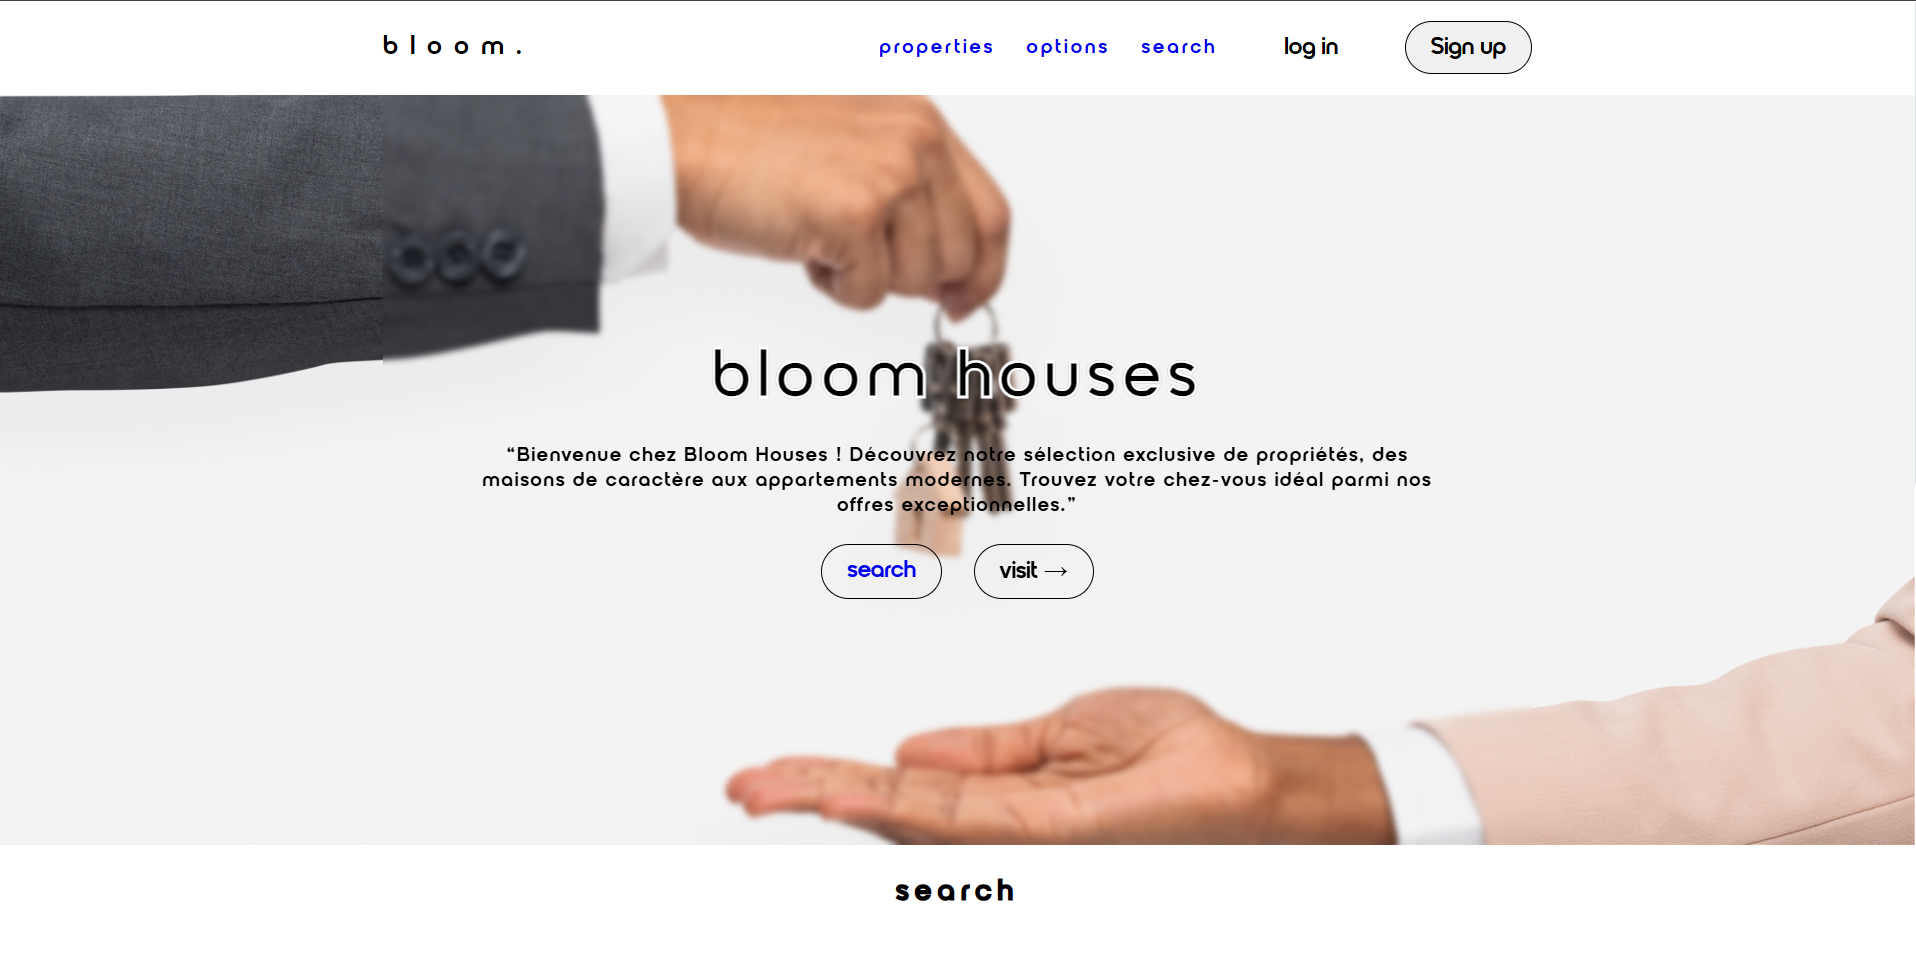 bloom.
properties options search log in Sign up
bloom houses
“Bienvenue chez Bloom Houses ! Découvrez notre sélection exclusive de propriétés, des
maisons de caractère aux appartements modernes. Trouvez votre chez-vous idéal parmi nos
offres exceptionnelles.”
search visit →
search